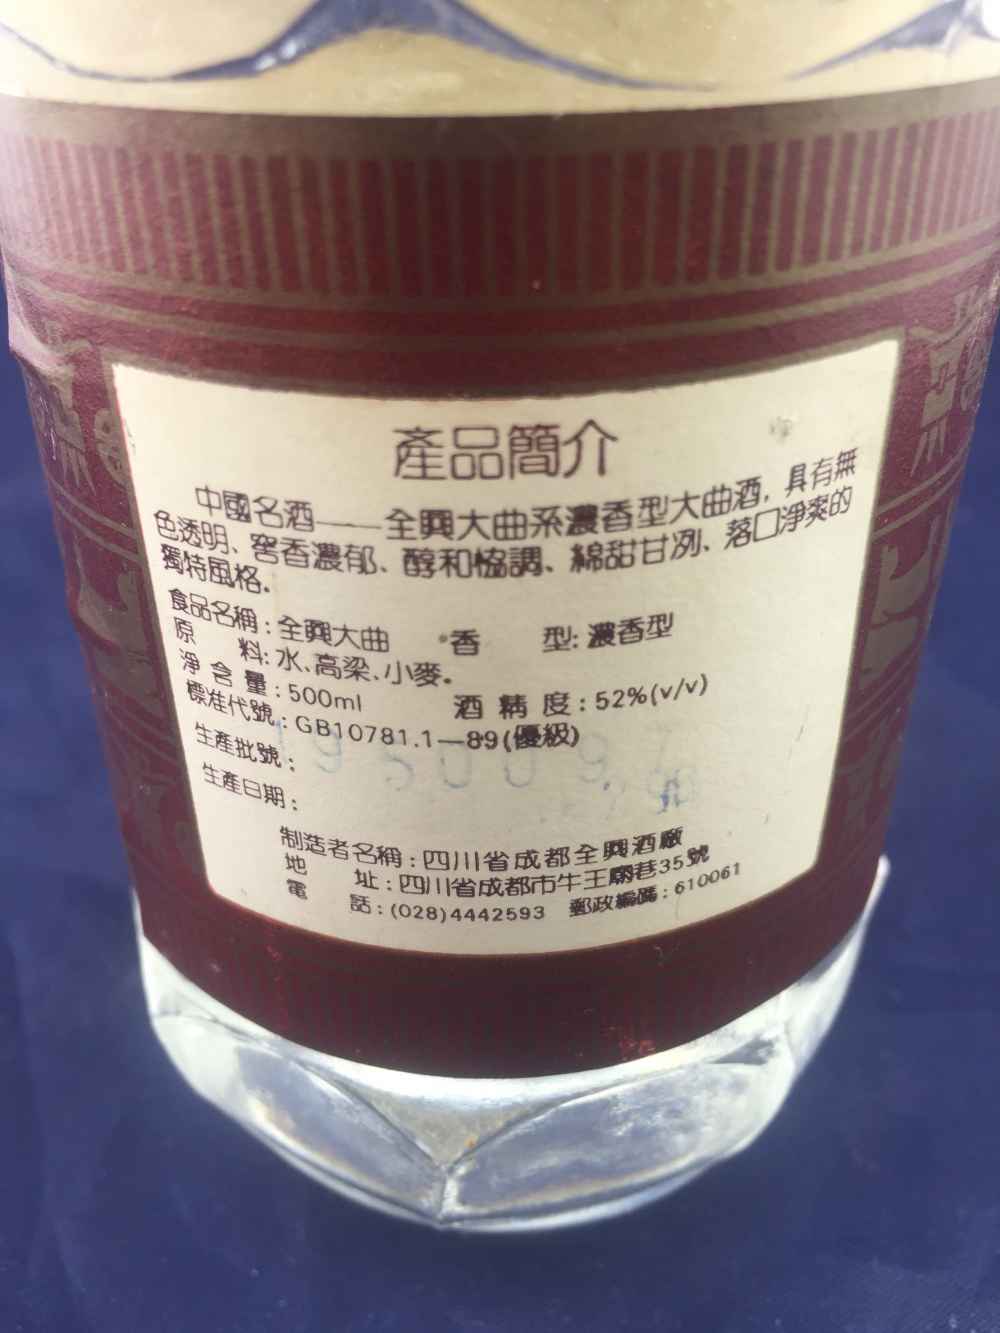 產品簡介
中國名酒——全興大曲系濃香型大曲酒，具有無
色透明、窖香濃郁、醇和協調、綿甜甘冽、落口淨爽的
獨特風格。
食品名稱：全興大曲 香 型：濃香型
原 料：水、高梁、小麥。
淨含量：500ml 酒精度：52%(v/v)
標准代號：GB10781.1—89(優級)
生產批號：
生產日期：
制造者名稱：四川省成都全興酒廠
地 址：四川省成都市牛王廟巷35號
電 話：(028)4442593 郵政編碼：610061